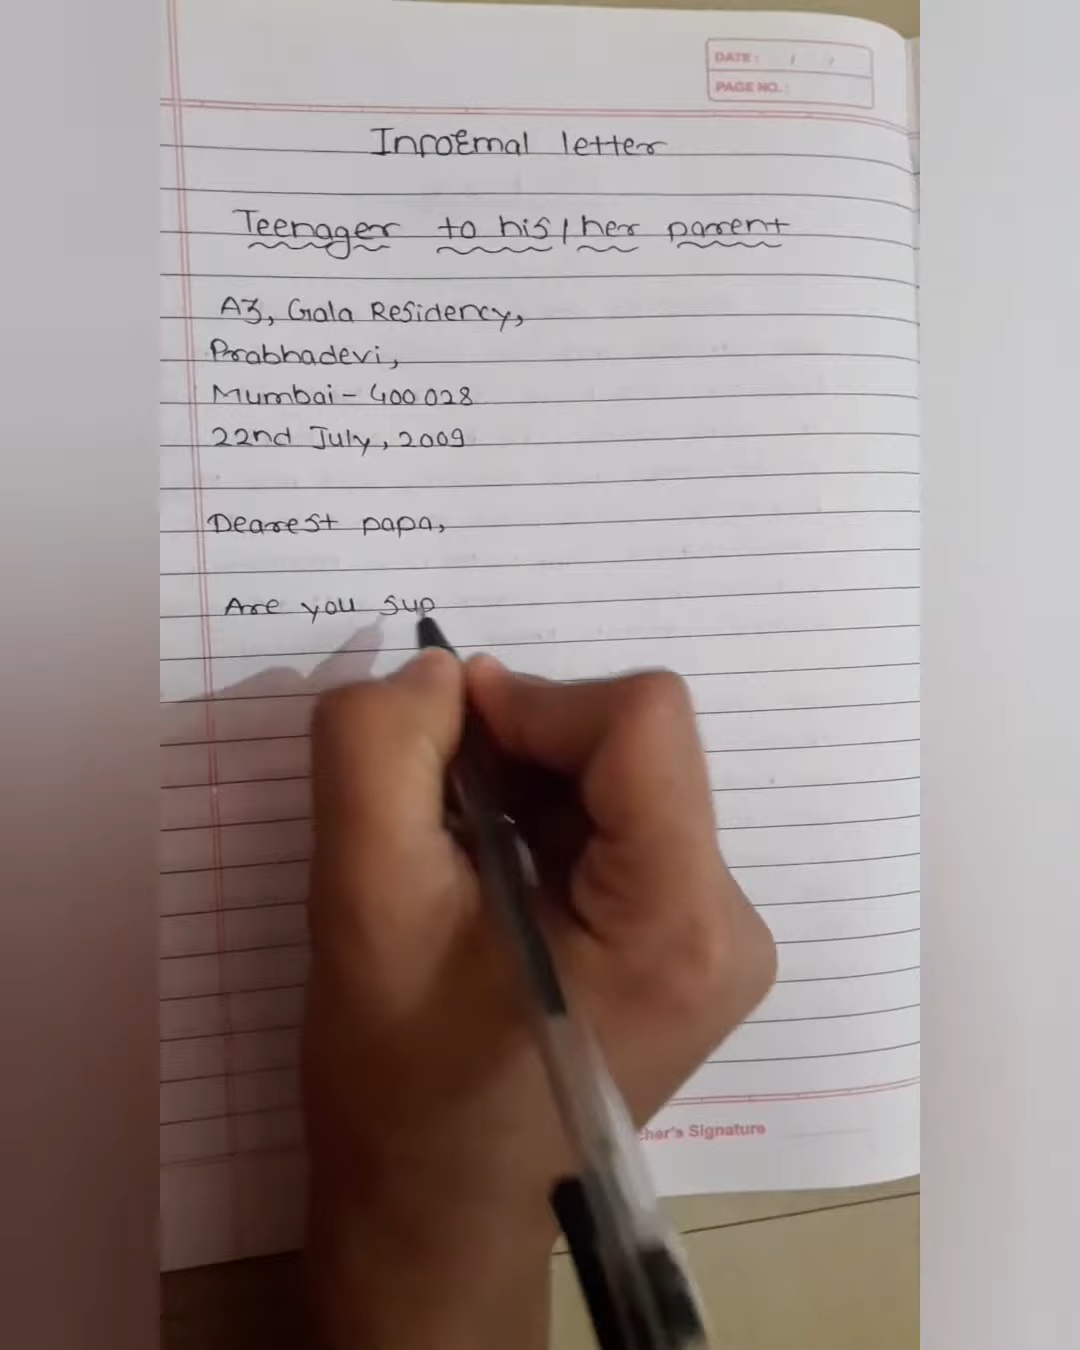 DATE: / /
PAGE NO.:
Informal letter
Teenager to his/her parent
A3, Gala Residency,
Prabhadevi,
Mumbai - 400 028
22nd July, 2009
Dearest papa,
Are you sup
cher's Signature